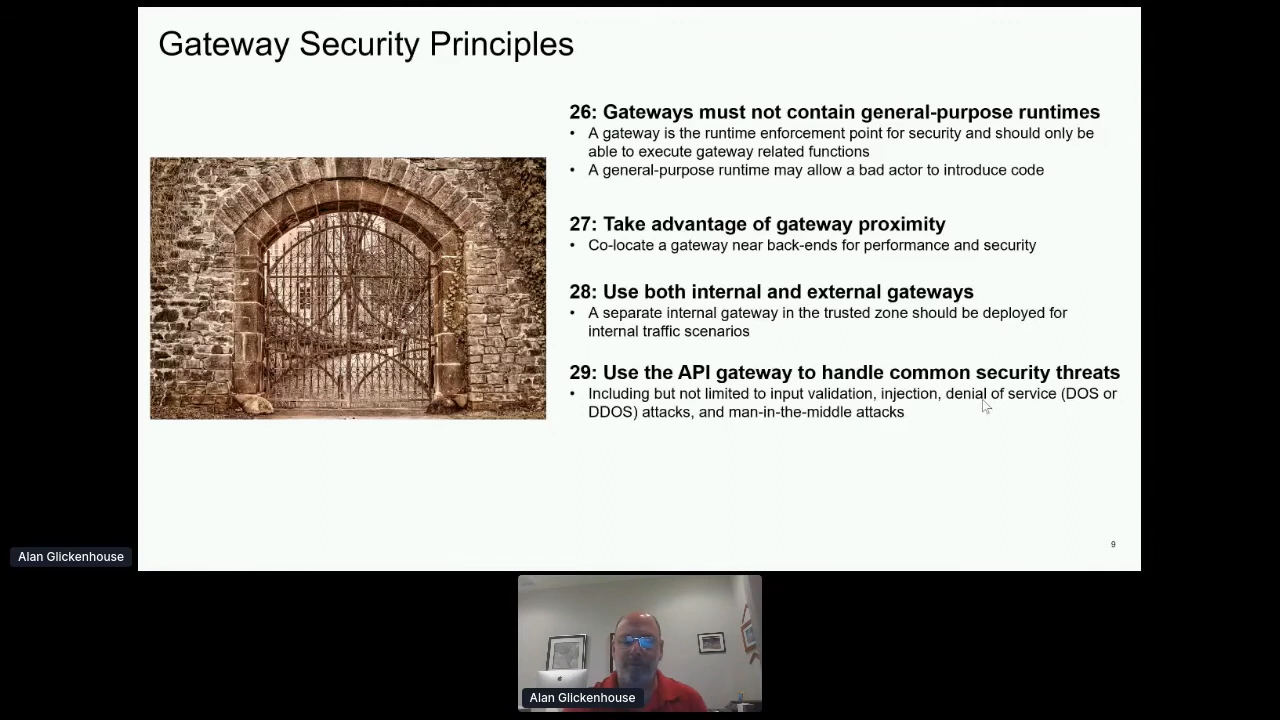 Gateway Security Principles
26: Gateways must not contain general-purpose runtimes
• A gateway is the runtime enforcement point for security and should only be
able to execute gateway related functions
• A general-purpose runtime may allow a bad actor to introduce code
27: Take advantage of gateway proximity
• Co-locate a gateway near back-ends for performance and security
28: Use both internal and external gateways
• A separate internal gateway in the trusted zone should be deployed for
internal traffic scenarios
29: Use the API gateway to handle common security threats
• Including but not limited to input validation, injection, denial of service (DOS or
DDOS) attacks, and man-in-the-middle attacks
9
Alan Glickenhouse
Alan Glickenhouse